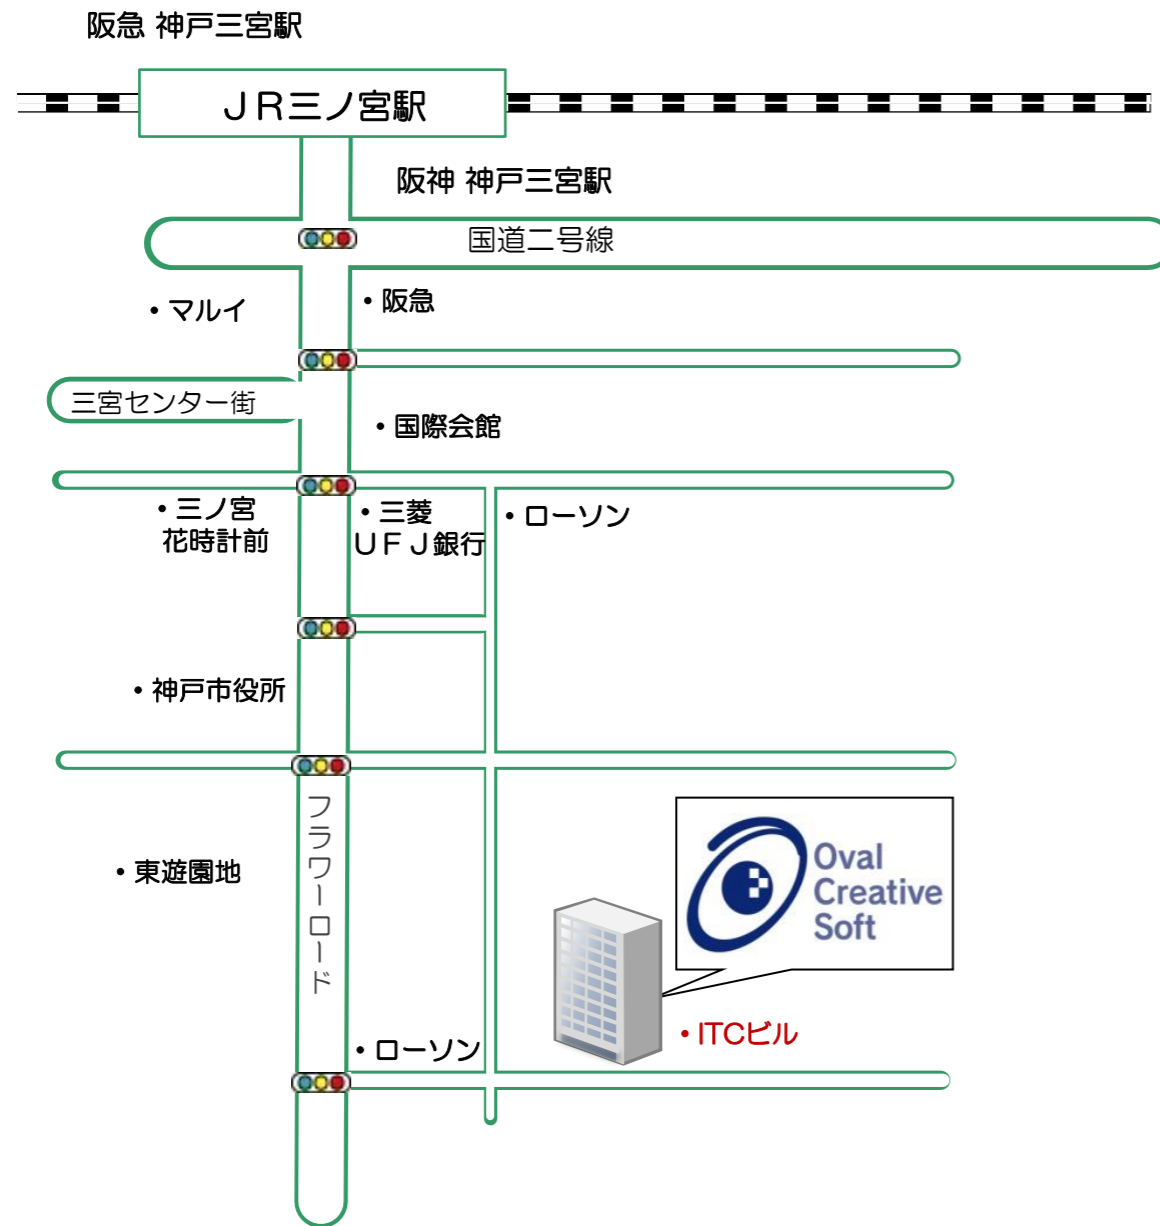 阪急 神戸三宮駅
ＪＲ三ノ宮駅
阪神 神戸三宮駅
国道二号線
・マルイ
・阪急
三宮センター街
・国際会館
・三ノ宮
花時計前
・三菱
ＵＦＪ銀行
・ローソン
・神戸市役所
フラワーロード
・東遊園地
Oval
Creative
Soft
・ITCビル
・ローソン